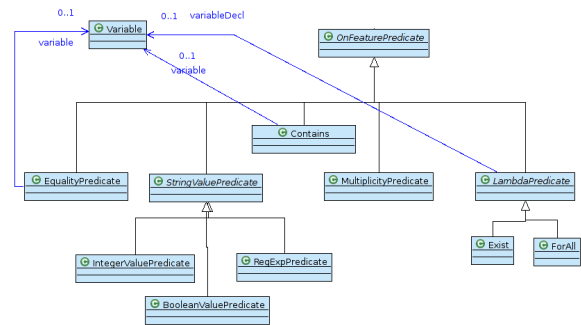 0..1
0..1
variableDecl
Variable
OnFeaturePredicate
variable
0..1
variable
Contains
EqualityPredicate
StringValuePredicate
MultiplicityPredicate
LambdaPredicate
Exist
ForAll
IntegerValuePredicate
RegExpPredicate
BooleanValuePredicate